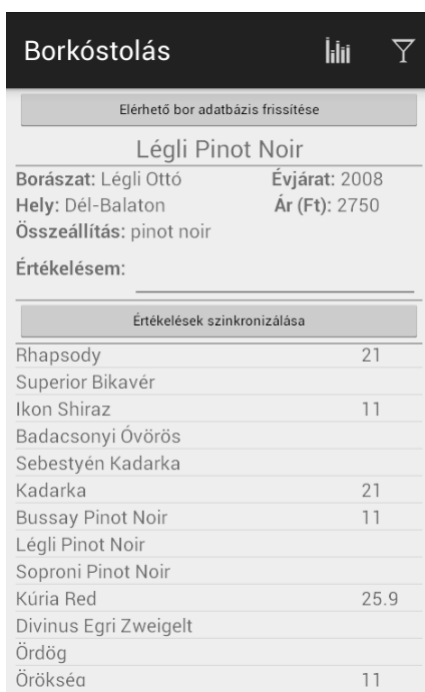 Borkóstolás
Elérhető bor adatbázis frissítése
Légli Pinot Noir
Borászat: Légli Ottó Évjárat: 2008
Hely: Dél-Balaton Ár (Ft): 2750
Összeállítás: pinot noir
Értékelésem:
Értékelések szinkronizálása
Rhapsody 21
Superior Bikavér
Ikon Shiraz 11
Badacsonyi Óvörös
Sebestyén Kadarka
Kadarka 21
Bussay Pinot Noir 11
Légli Pinot Noir
Soproni Pinot Noir
Kúria Red 25.9
Divinus Egri Zweigelt
Ördög
Örökség 11